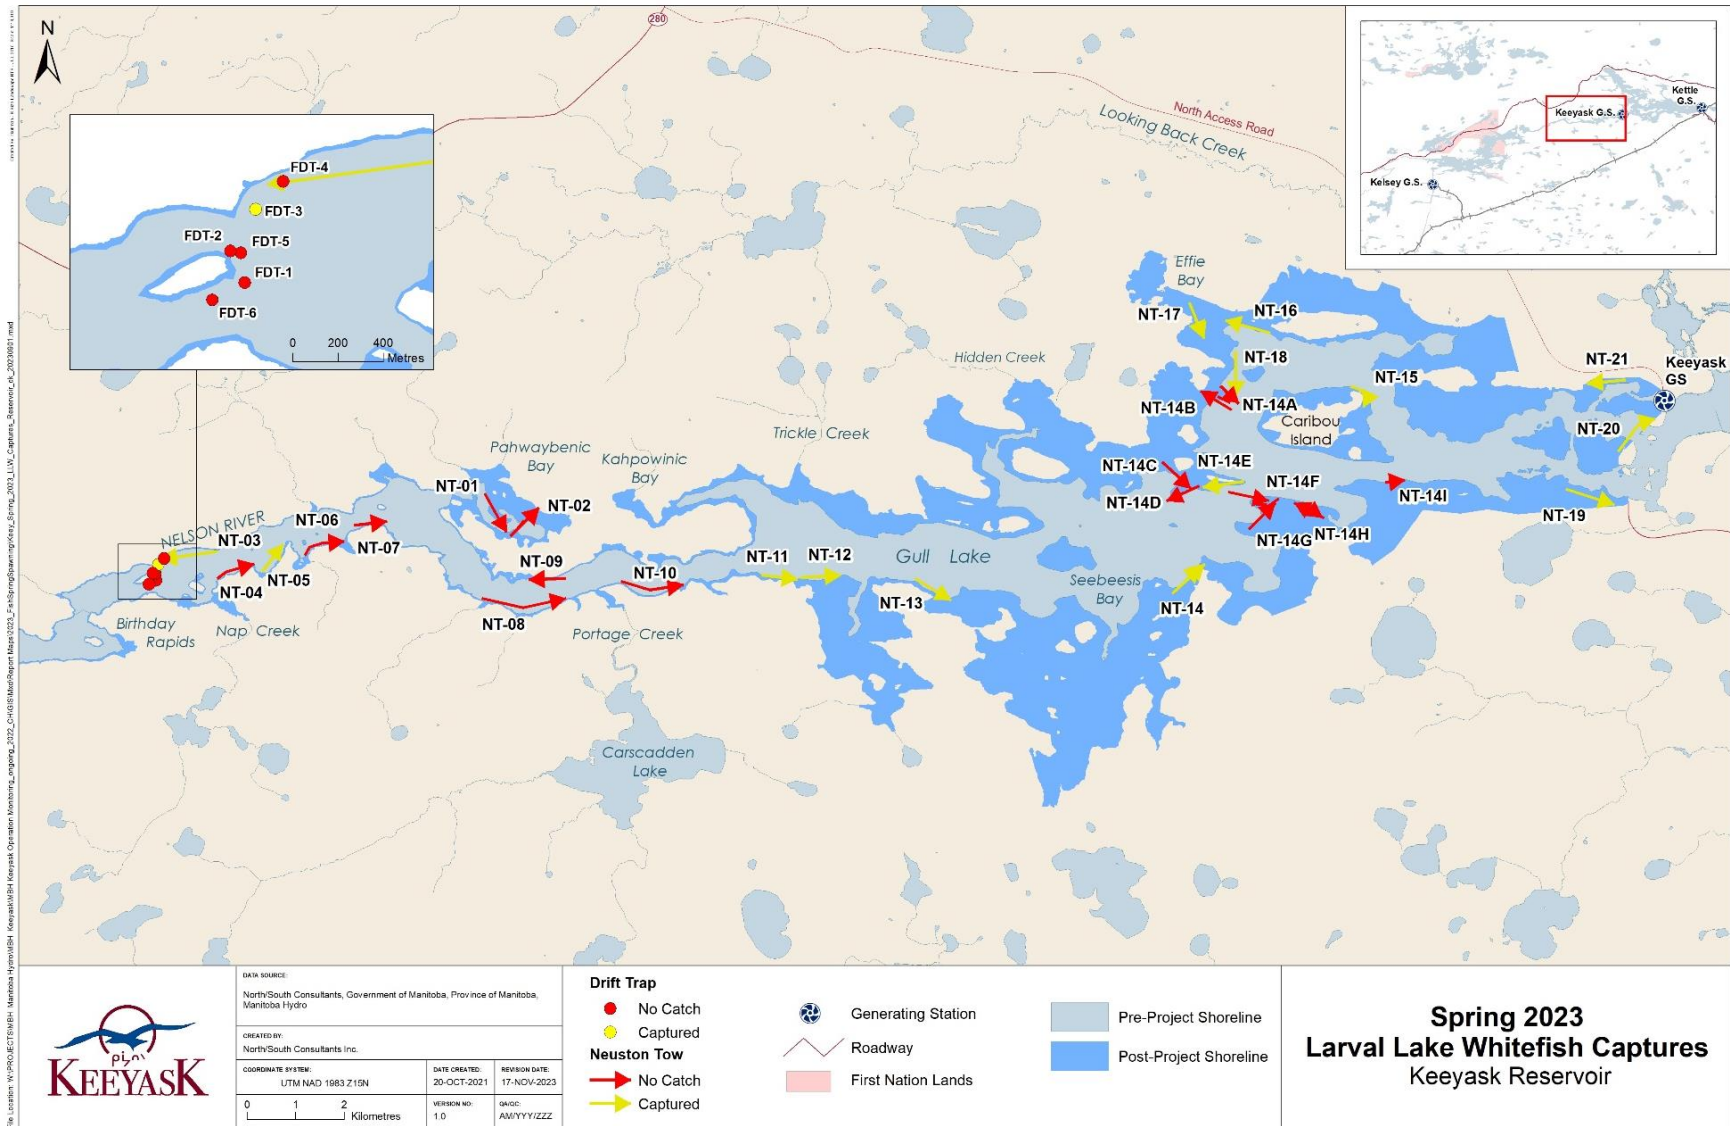 N
280
North Access Road
Looking Back Creek
Kettle
G.S.
Keeyask G.S.
Kelsey G.S.
FDT-4
FDT-3
FDT-2
FDT-5
FDT-1
FDT-6
0 200 400
Metres
Effie
Bay
NT-17
NT-16
NT-18
Hidden Creek
NT-21
Keeyask
GS
NT-15
NT-14B
NT-14A
Caribou
Island
NT-20
Trickle Creek
Pahwaybenic
Bay
Kahpowinic
Bay
NT-14C
NT-14E
NT-14D
NT-14F
NT-14I
NT-01
NT-02
NT-19
NELSON RIVER
NT-06
NT-03
NT-07
NT-14G
NT-14H
NT-09
NT-11
NT-12
Gull Lake
NT-05
NT-04
NT-10
Seebeesis
Bay
NT-13
NT-14
NT-08
Birthday
Rapids
Nap Creek
Portage Creek
Carscadden
Lake
KEEYASK
DATA SOURCE:
North/South Consultants, Government of Manitoba, Province of Manitoba,
Manitoba Hydro
CREATED BY:
North/South Consultants Inc.
COORDINATE SYSTEM:
UTM NAD 1983 Z15N
DATE CREATED:
20-OCT-2021
REVISION DATE:
17-NOV-2023
0 1 2
Kilometres
VERSION NO:
1.0
QA/QC:
AM/YYY/ZZZ
Drift Trap
No Catch
Captured
Neuston Tow
No Catch
Captured
Generating Station
Roadway
First Nation Lands
Pre-Project Shoreline
Post-Project Shoreline
Spring 2023
Larval Lake Whitefish Captures
Keeyask Reservoir